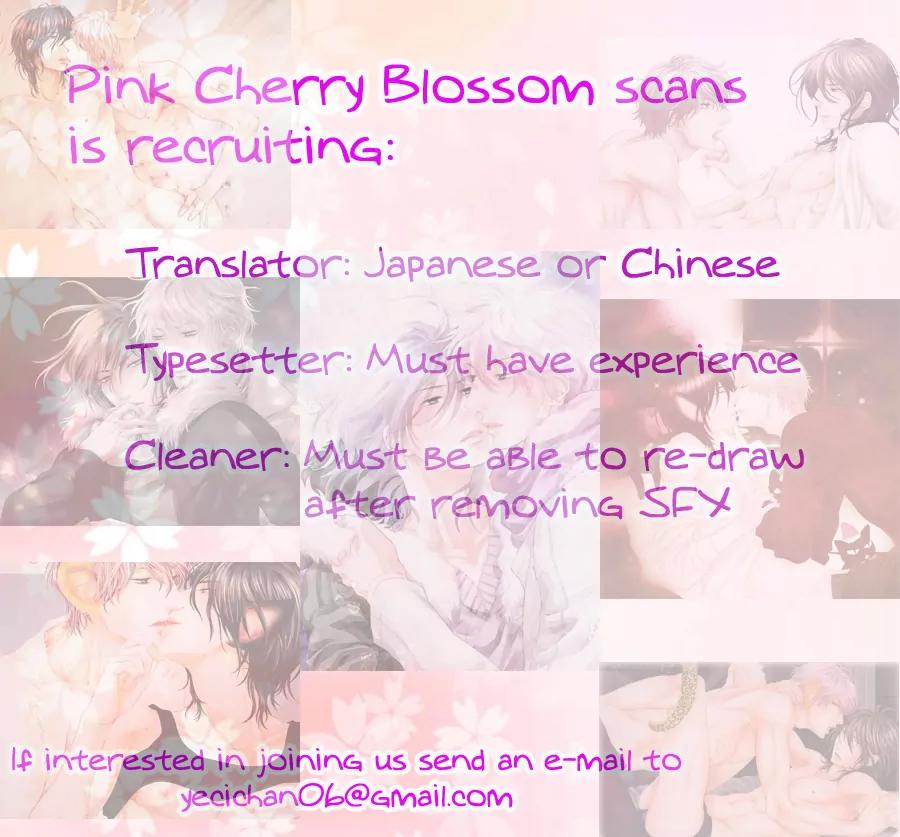 Pink Cherry Blossom scans
is recruiting:
Translator: Japanese or Chinese
Typesetter: Must have experience
Cleaner: Must be able to re-draw
after removing SFX
If interested in joining us send an e-mail to
yecichan06@gmail.com